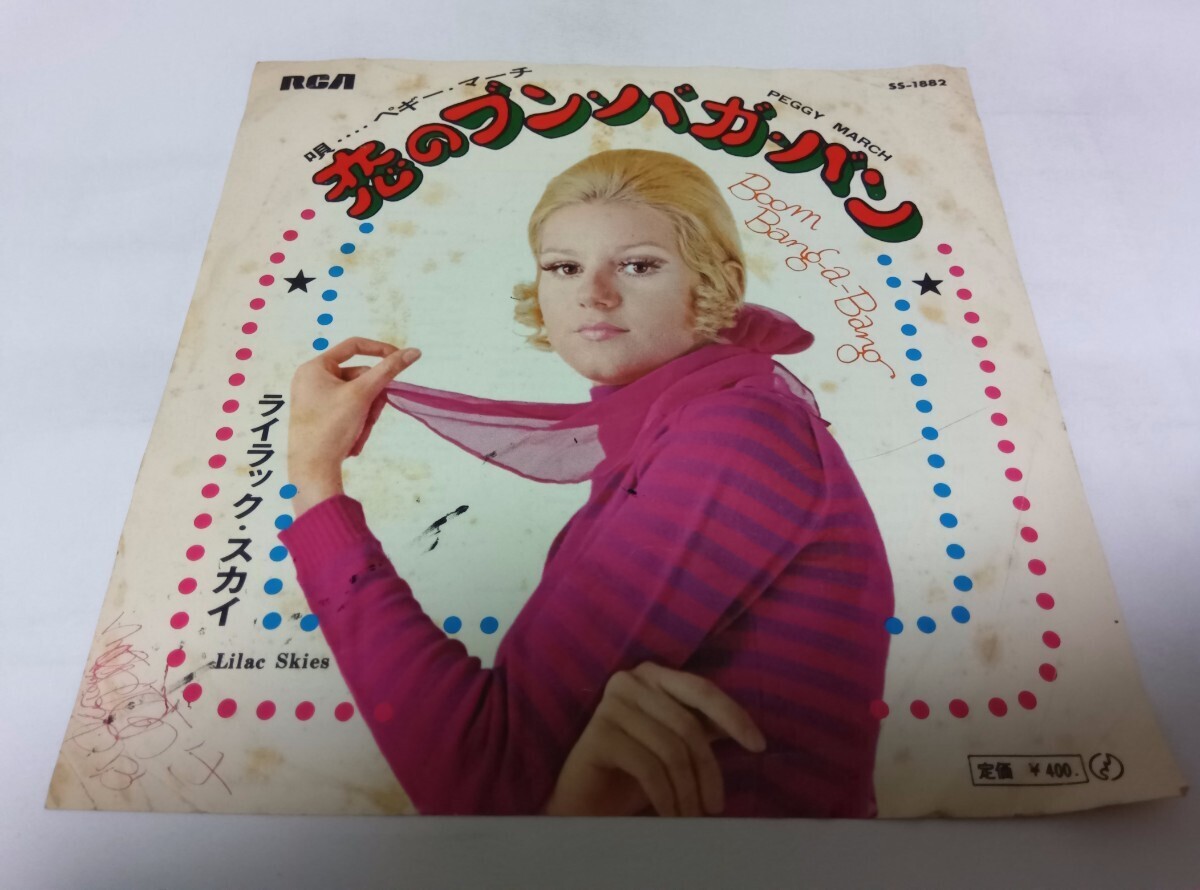 RCA
SS-1882
唄....ペギー・マーチ
PEGGY MARCH
恋のブン・バガ・バン
Boom
Bang-a-Bang
ライラック・スカイ
Lilac Skies
定価 ¥400.